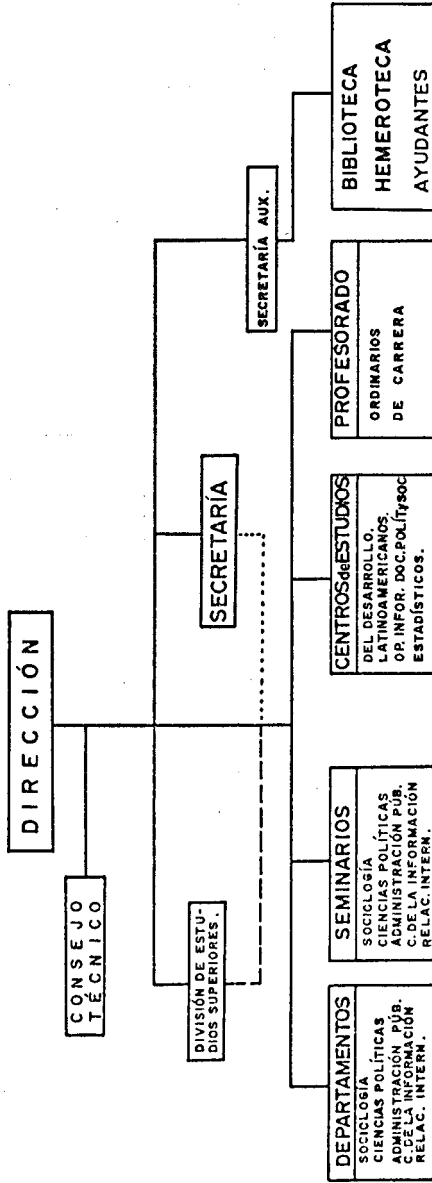 DIRECCIÓN
CONSEJO
TÉCNICO
DIVISIÓN DE ESTU-
DIOS SUPERIORES.
SECRETARÍA
SECRETARÍA AUX.
DEPARTAMENTOS
SOCIOLOGÍA
CIENCIAS POLÍTICAS
ADMINISTRACIÓN PÚB.
C. DE LA INFORMACIÓN
RELAC. INTERN.
SEMINARIOS
SOCICLOGÍA
CIENCIAS POLÍTICAS
ADMINISTRACIÓN PÚB.
C. DE LA INFORMACIÓN
RELAC. INTERN.
CENTROS de ESTUDIOS
DEL DESARROLLO.
LATINOAMERICANOS.
OP. INFOR. DOC. POLÍT y SOC
ESTADÍSTICOS.
PROFESORADO
ORDINARIOS
DE CARRERA
BIBLIOTECA
HEMEROTECA
AYUDANTES